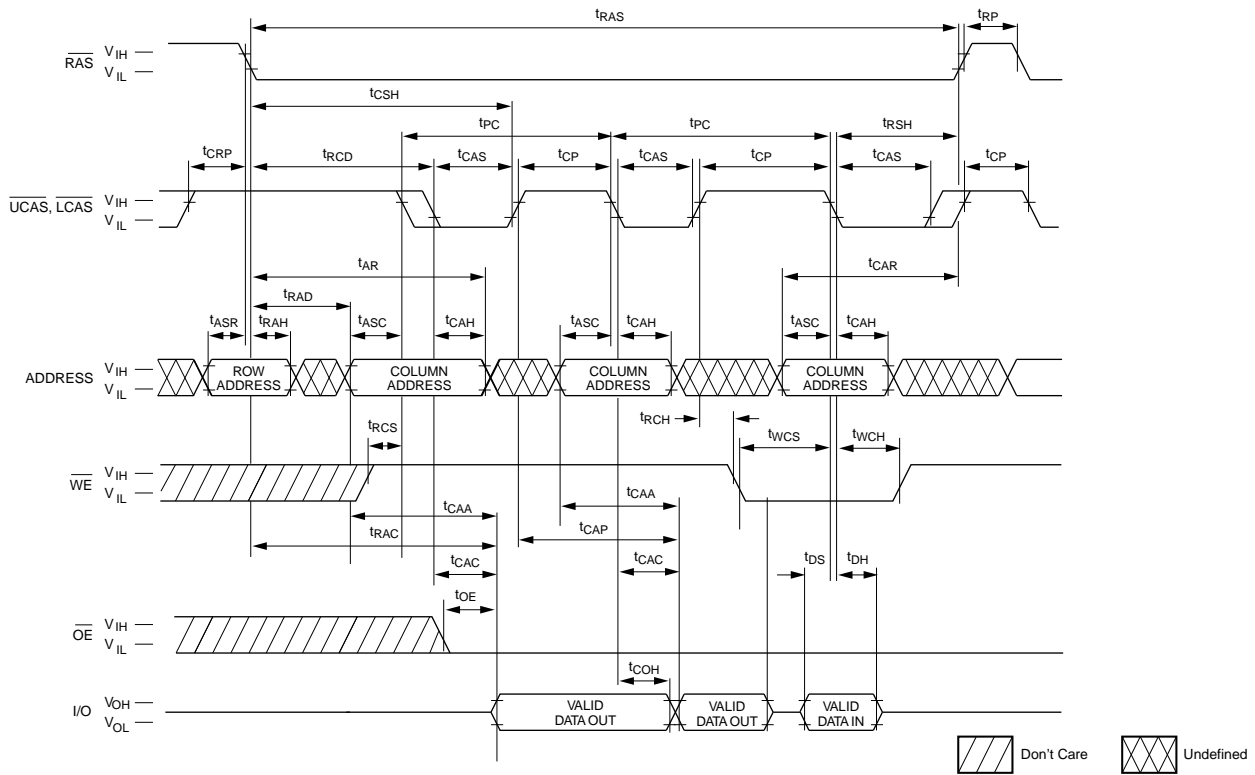 tRAS
tRP
RAS
VIH
VIL
tCSH
tPC
tPC
tRSH
tCRP
tRCD
tCAS
tCP
tCAS
tCP
tCAS
tCP
UCAS, LCAS
VIH
VIL
tAR
tCAR
tRAD
tASR
tRAH
tASC
tCAH
tASC
tCAH
tASC
tCAH
ADDRESS
VIH
VIL
ROW
ADDRESS
COLUMN
ADDRESS
COLUMN
ADDRESS
COLUMN
ADDRESS
tRCH
tRCS
tWCS
tWCH
WE
VIH
VIL
tCAA
tCAA
tRAC
tCAP
tCAC
tCAC
tDS
tDH
tOE
OE
VIH
VIL
tCOH
I/O
VOH
VOL
VALID
DATA OUT
VALID
DATA OUT
VALID
DATA IN
Don't Care
Undefined